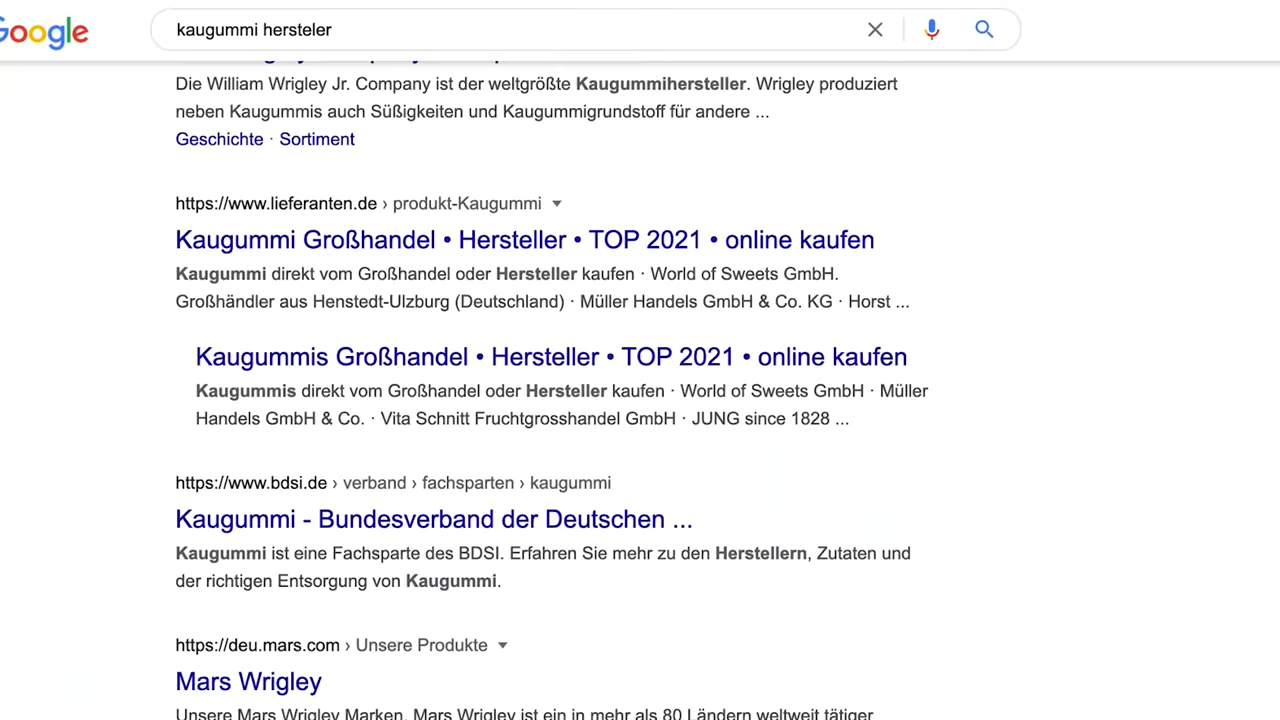 Google
kaugummi hersteler
Die William Wrigley Jr. Company ist der weltgrößte Kaugummihersteller. Wrigley produziert
neben Kaugummis auch Süßigkeiten und Kaugummigrundstoff für andere ...
Geschichte · Sortiment
https://www.lieferanten.de › produkt-Kaugummi
Kaugummi Großhandel • Hersteller • TOP 2021 • online kaufen
Kaugummi direkt vom Großhandel oder Hersteller kaufen · World of Sweets GmbH.
Großhändler aus Henstedt-Ulzburg (Deutschland) · Müller Handels GmbH & Co. KG · Horst ...
Kaugummis Großhandel • Hersteller • TOP 2021 • online kaufen
Kaugummis direkt vom Großhandel oder Hersteller kaufen · World of Sweets GmbH · Müller
Handels GmbH & Co. · Vita Schnitt Fruchtgrosshandel GmbH · JUNG since 1828 ...
https://www.bdsi.de › verband › fachsparten › kaugummi
Kaugummi - Bundesverband der Deutschen ...
Kaugummi ist eine Fachsparte des BDSI. Erfahren Sie mehr zu den Herstellern, Zutaten und
der richtigen Entsorgung von Kaugummi.
https://deu.mars.com › Unsere Produkte
Mars Wrigley
Unsere Mars Wrigley Marken. Mars Wrigley ist ein in mehr als 80 Ländern weltweit tätiger